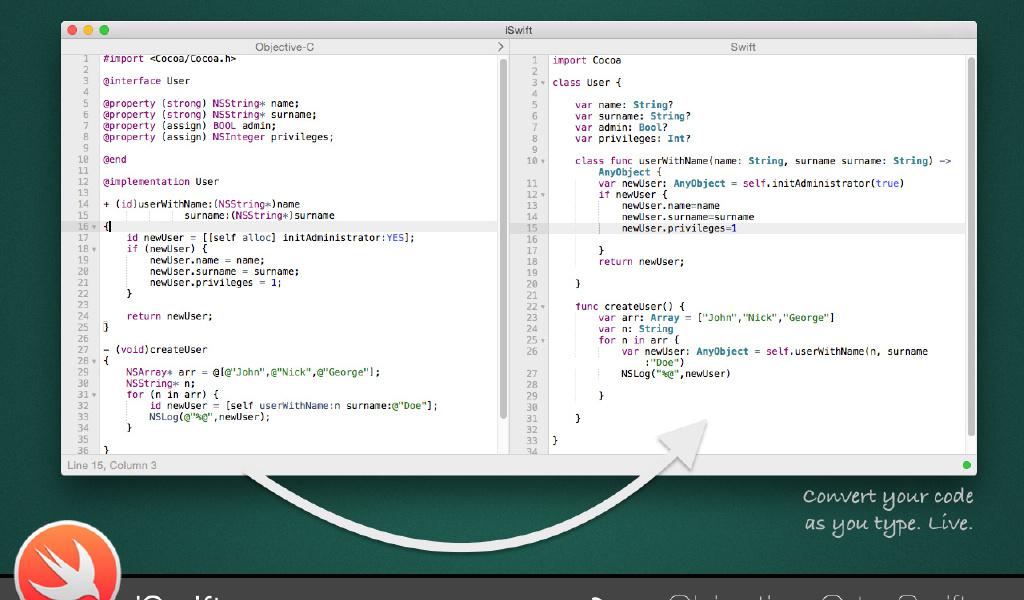 iSwift
Objective-C
Swift
1 #import <Cocoa/Cocoa.h>
2
3 @interface User
4
5 @property (strong) NSString* name;
6 @property (strong) NSString* surname;
7 @property (assign) BOOL admin;
8 @property (assign) NSInteger privileges;
9
10 @end
11
12 @implementation User
13
14 + (id)userWithName:(NSString*)name
15 surname:(NSString*)surname
16 {
17 id newUser = [[self alloc] initAdministrator:YES];
18 if (newUser) {
19 newUser.name = name;
20 newUser.surname = surname;
21 newUser.privileges = 1;
22 }
23
24 return newUser;
25 }
26
27 – (void)createUser
28 {
29 NSArray* arr = @[@"John",@"Nick",@"George"];
30 NSString* n;
31 for (n in arr) {
32 id newUser = [self userWithName:n surname:@"Doe"];
33 NSLog(@"%@",newUser);
34 }
35
36 }
1 import Cocoa
2
3 class User {
4
5 var name: String?
6 var surname: String?
7 var admin: Bool?
8 var privileges: Int?
9
10 class func userWithName(name: String, surname surname: String) ->
AnyObject {
11 var newUser: AnyObject = self.initAdministrator(true)
12 if newUser {
13 newUser.name=name
14 newUser.surname=surname
15 newUser.privileges=1
16
17 }
18 return newUser;
19
20 }
21
22 func createUser() {
23 var arr: Array = ["John","Nick","George"]
24 var n: String
25 for n in arr {
26 var newUser: AnyObject = self.userWithName(n, surname
:"Doe")
27 NSLog("%@",newUser)
28
29 }
30
31 }
32
33 }
34
Line 15, Column 3
Convert your code
as you type. Live.